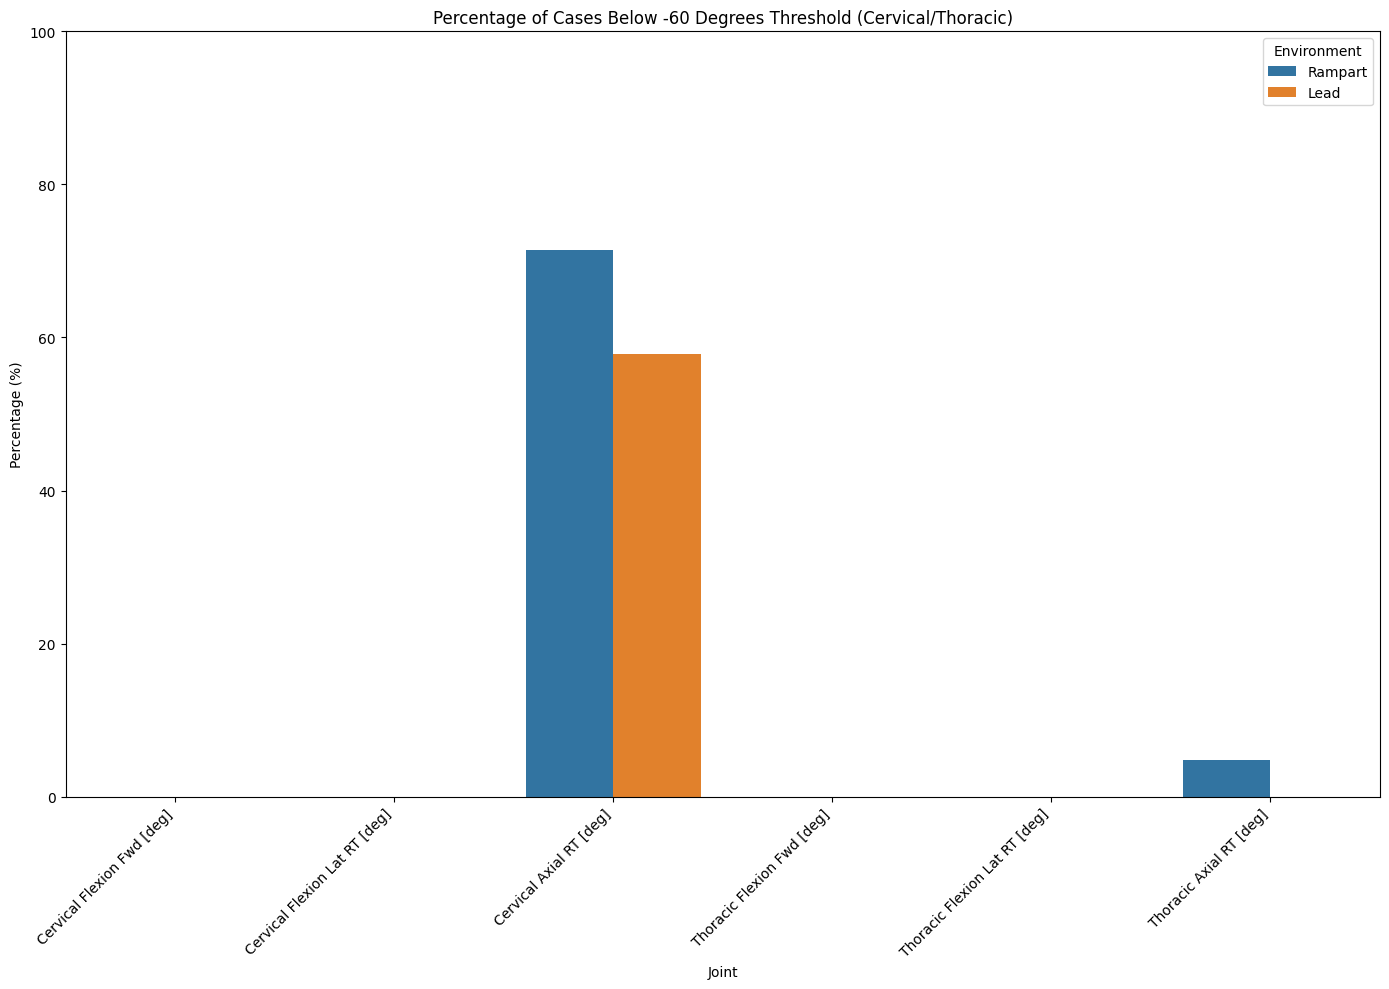 Percentage of Cases Below -60 Degrees Threshold (Cervical/Thoracic)
Environment
Rampart
Lead
100
80
60
40
20
0
Percentage (%)
Cervical Flexion Fwd [deg]
Cervical Flexion Lat RT [deg]
Cervical Axial RT [deg]
Thoracic Flexion Fwd [deg]
Thoracic Flexion Lat RT [deg]
Thoracic Axial RT [deg]
Joint